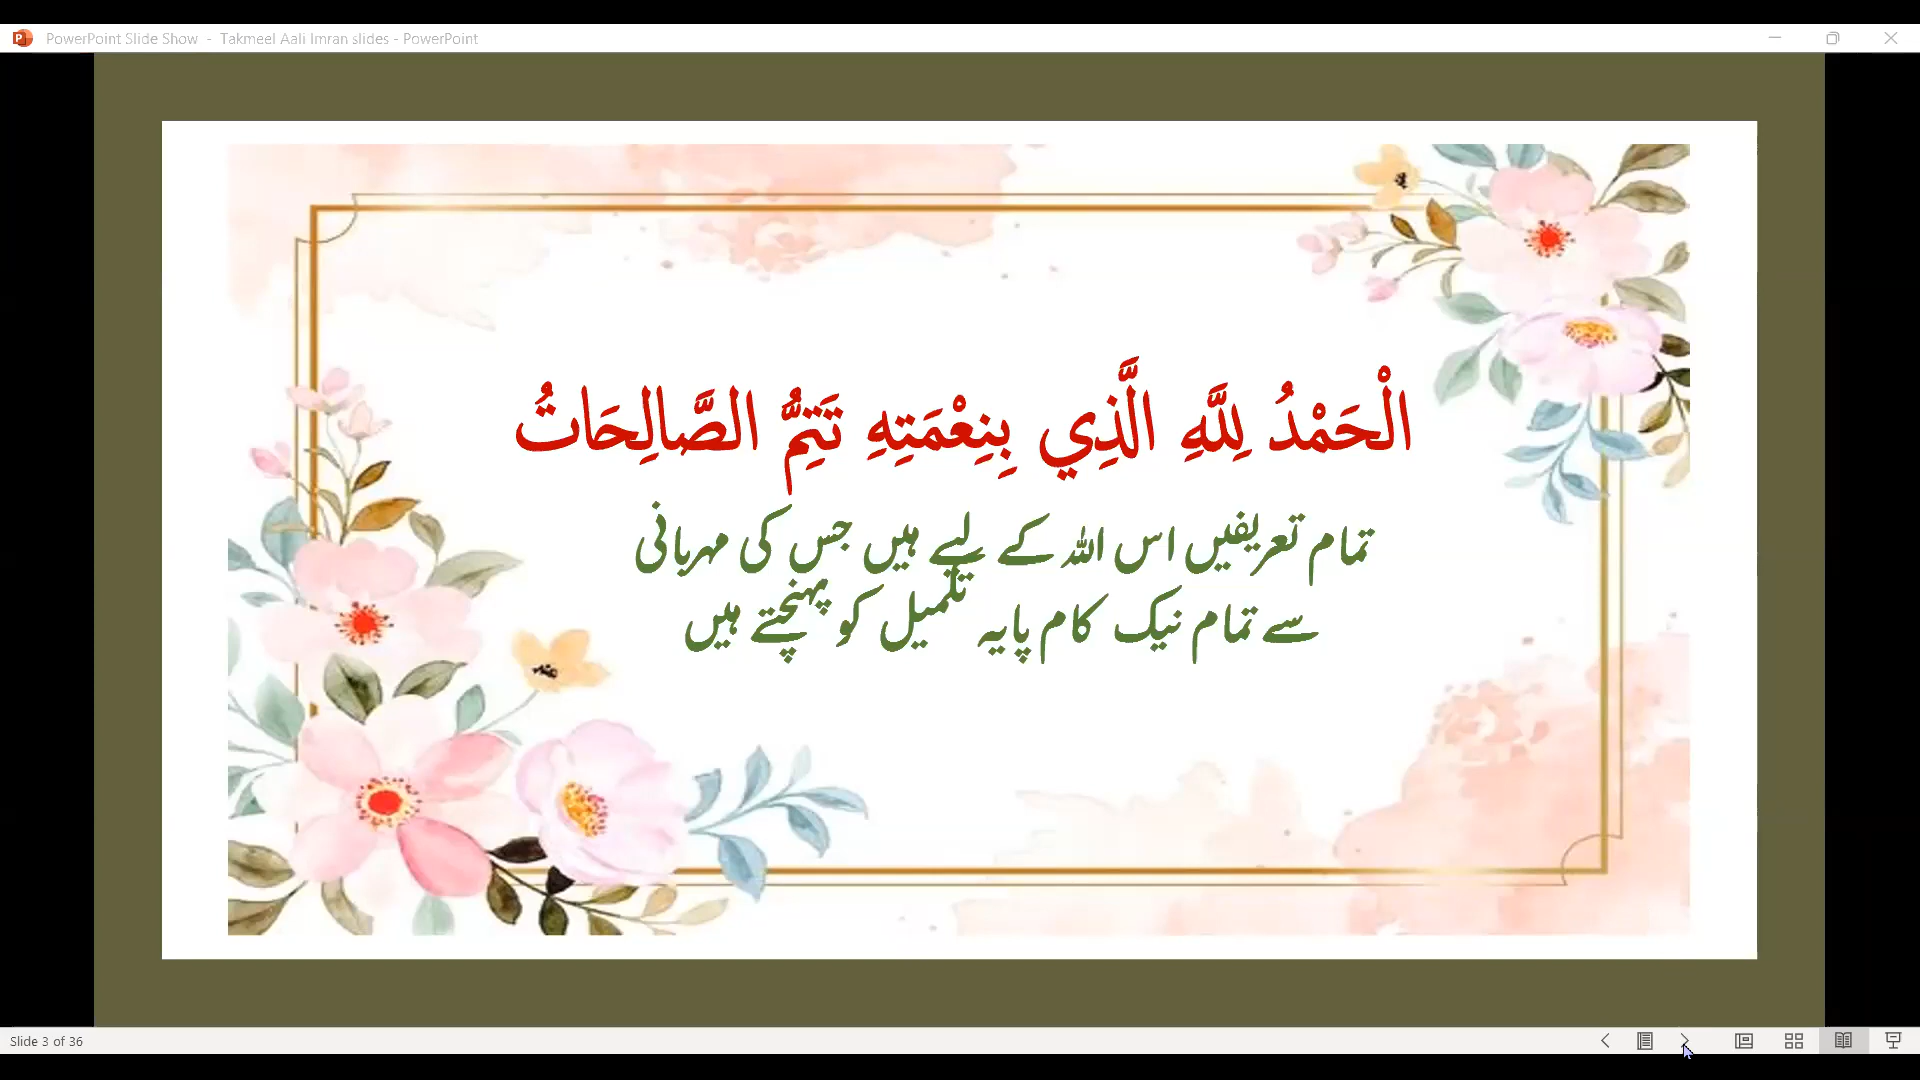 PowerPoint Slide Show - Takmeel Aali Imran slides - PowerPoint
الْحَمْدُ لِلَّهِ الَّذِي بِنِعْمَتِهِ تَتِمُّ الصَّالِحَاتُ
تمام تعریفیں اس اللہ کے لیے ہیں جس کی مہربانی
سے تمام نیک کام پایہ تکمیل کو پہنچتے ہیں
Slide 3 of 36